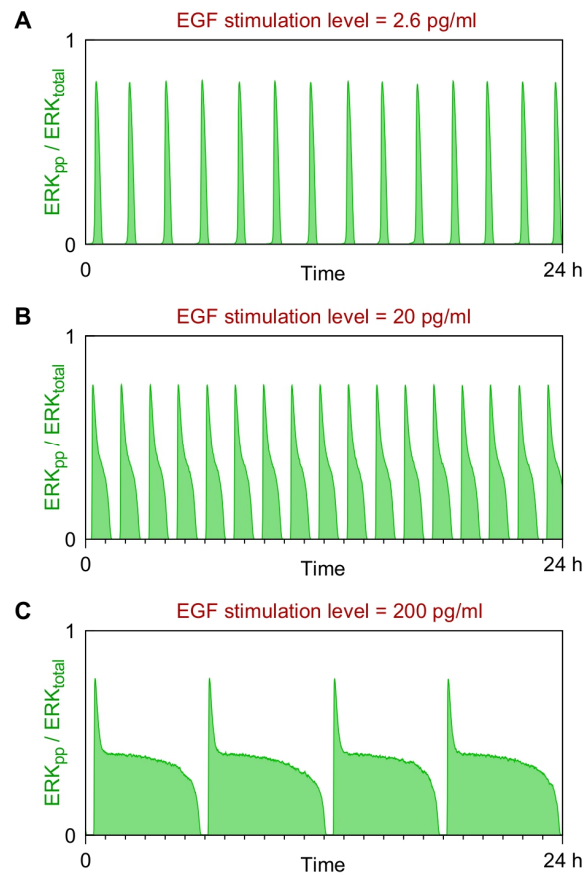 A
EGF stimulation level = 2.6 pg/ml
1
ERKpp / ERKtotal
0
0
Time
24 h
B
EGF stimulation level = 20 pg/ml
1
ERKpp / ERKtotal
0
0
Time
24 h
C
EGF stimulation level = 200 pg/ml
1
ERKpp / ERKtotal
0
0
Time
24 h